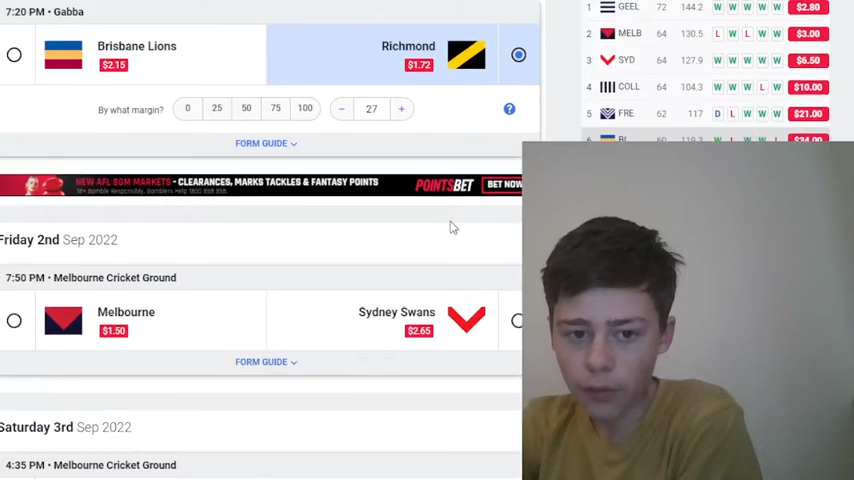 7:20 PM • Gabba
Brisbane Lions
$2.15
Richmond
$1.72
By what margin?
0
25
50
75
100
−
27
+
?
FORM GUIDE
NEW AFL SGM MARKETS - CLEARANCES, MARKS TACKLES & FANTASY POINTS
POINTSBET
BET NOW
Friday 2nd Sep 2022
7:50 PM • Melbourne Cricket Ground
Melbourne
$1.50
Sydney Swans
$2.65
FORM GUIDE
Saturday 3rd Sep 2022
4:35 PM • Melbourne Cricket Ground
1 GEEL 72 144.2 W W W W W $2.80
2 MELB 64 130.5 L W L W W $3.00
3 SYD 64 127.9 W W W W W $6.50
4 COLL 64 104.3 W W W L W $10.00
5 FRE 62 117 D L W W W $21.00